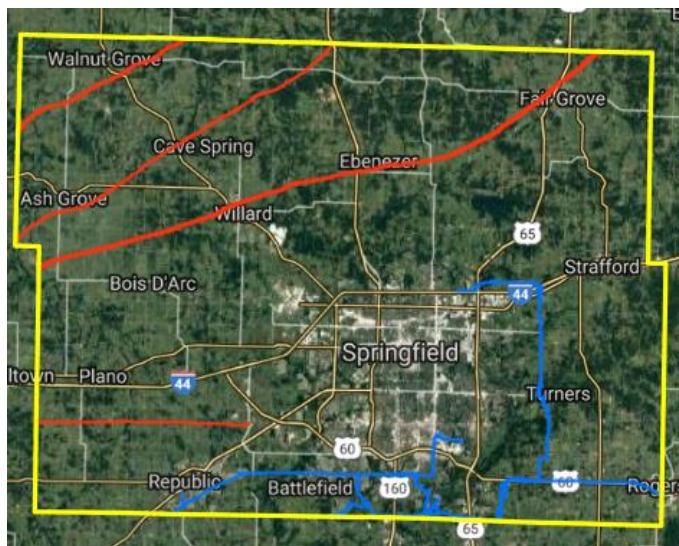 Walnut Grove
Fair Grove
Cave Spring
Ebenezer
Ash Grove
Willard
65
Strafford
Bois D'Arc
44
Springfield
ltown
Plano
44
Turners
60
Republic
Battlefield
160
60
Rogers
65